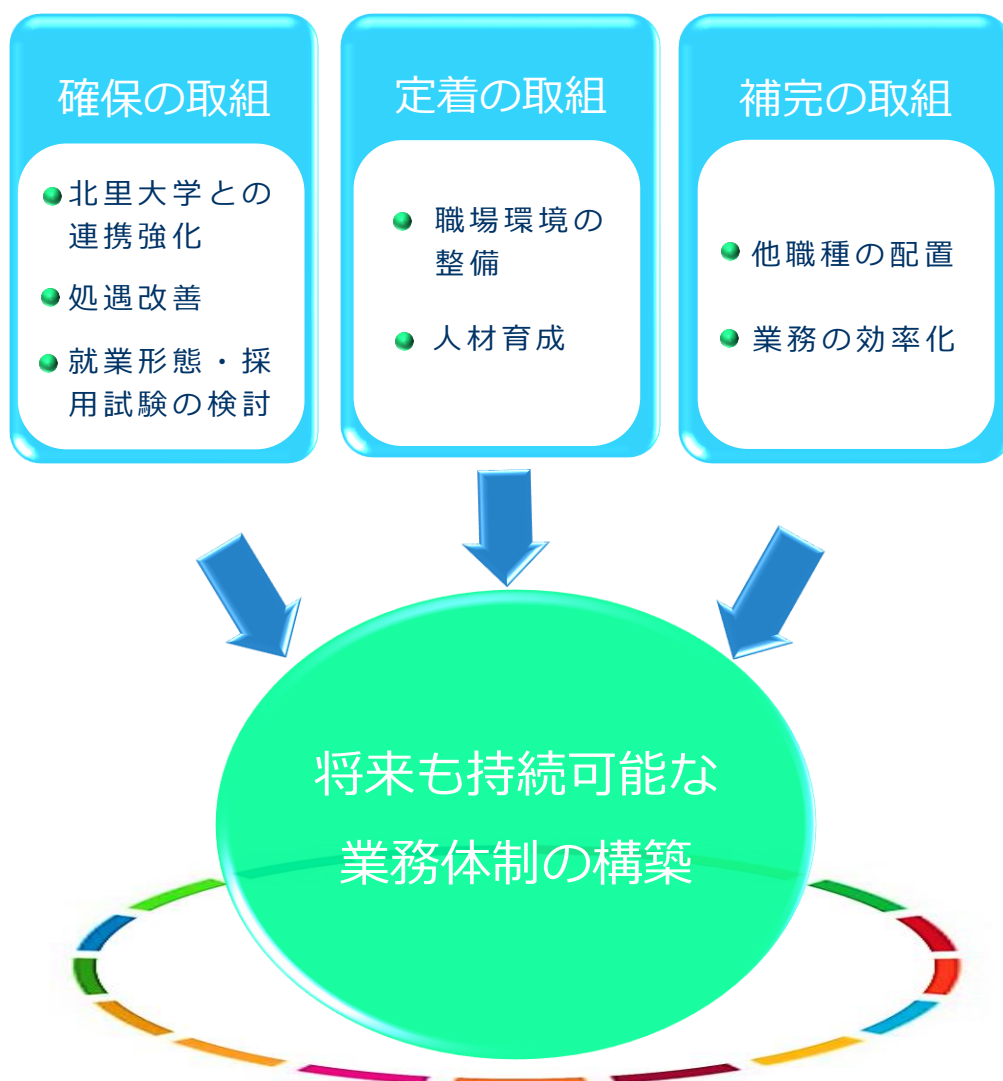 確保の取組
北里大学との
連携強化
処遇改善
就業形態・採
用試験の検討
定着の取組
職場環境の
整備
人材育成
補完の取組
他職種の配置
業務の効率化
将来も持続可能な
業務体制の構築